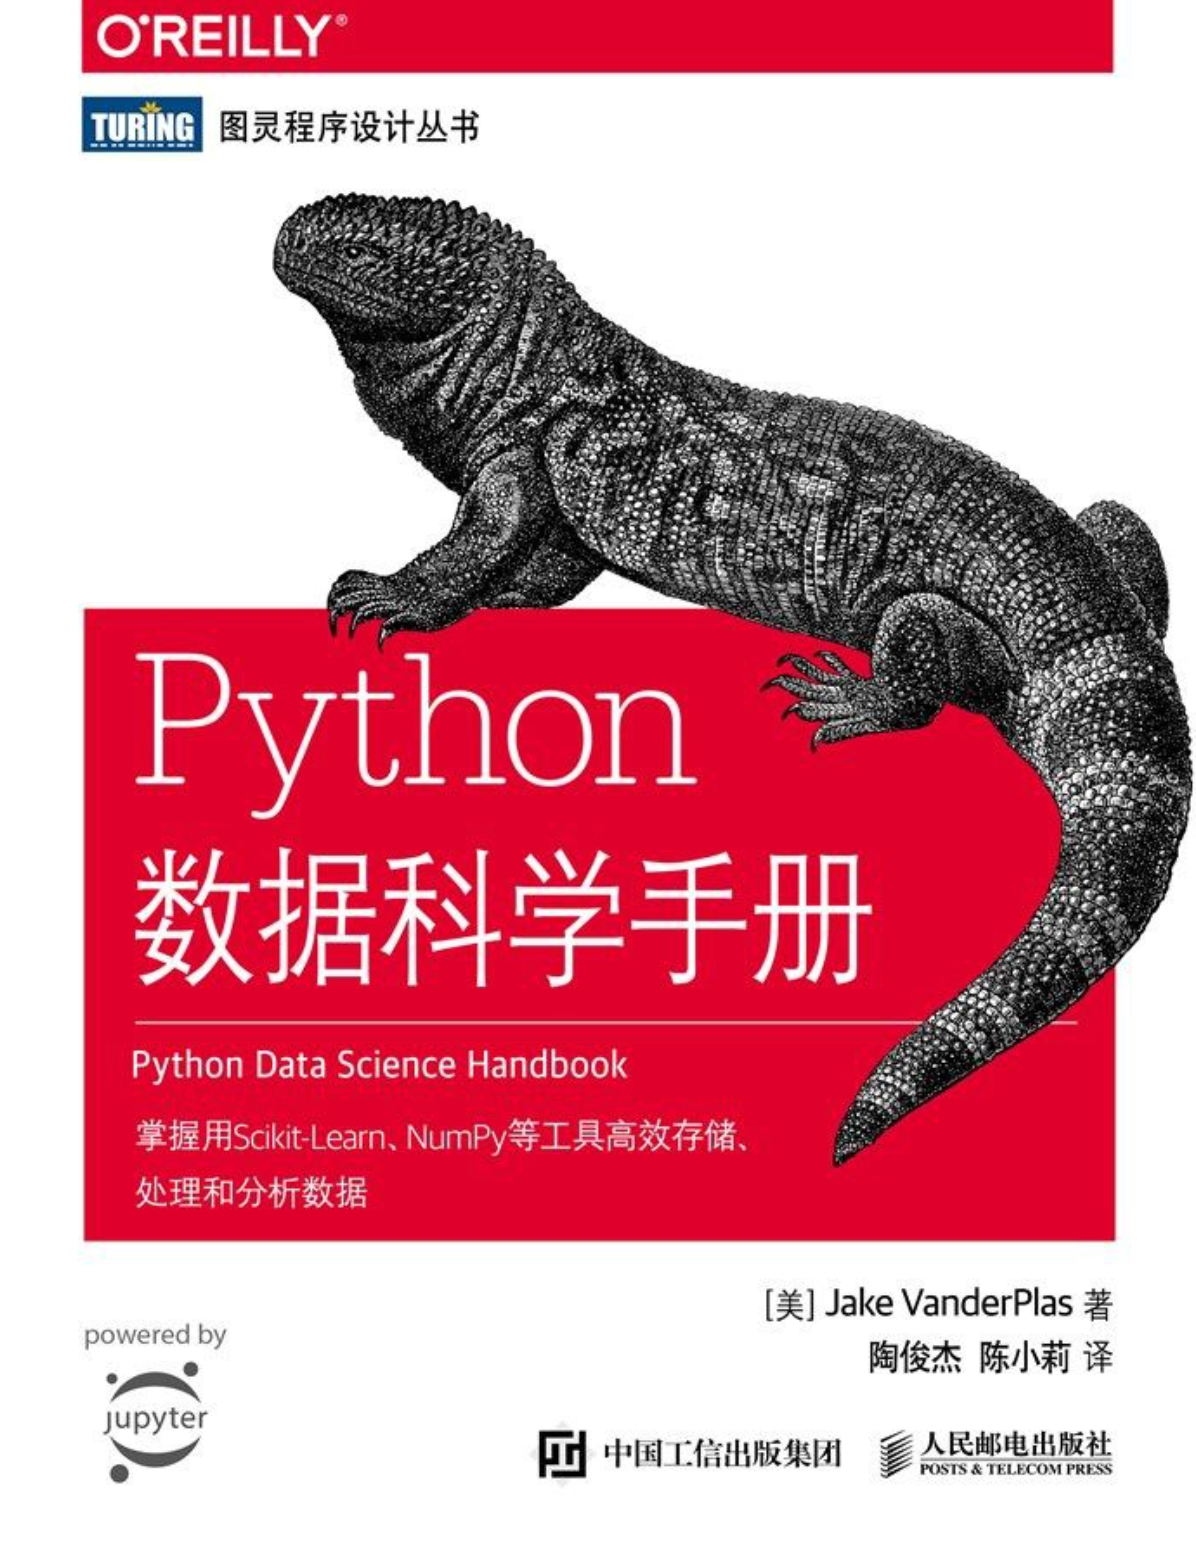 O'REILLY®
TURING 图灵程序设计丛书
Python
数据科学手册
Python Data Science Handbook
掌握用Scikit-Learn、NumPy等工具高效存储、
处理和分析数据
[美] Jake VanderPlas 著
陶俊杰 陈小莉 译
powered by
jupyter
中国工信出版集团
人民邮电出版社
POSTS & TELECOM PRESS